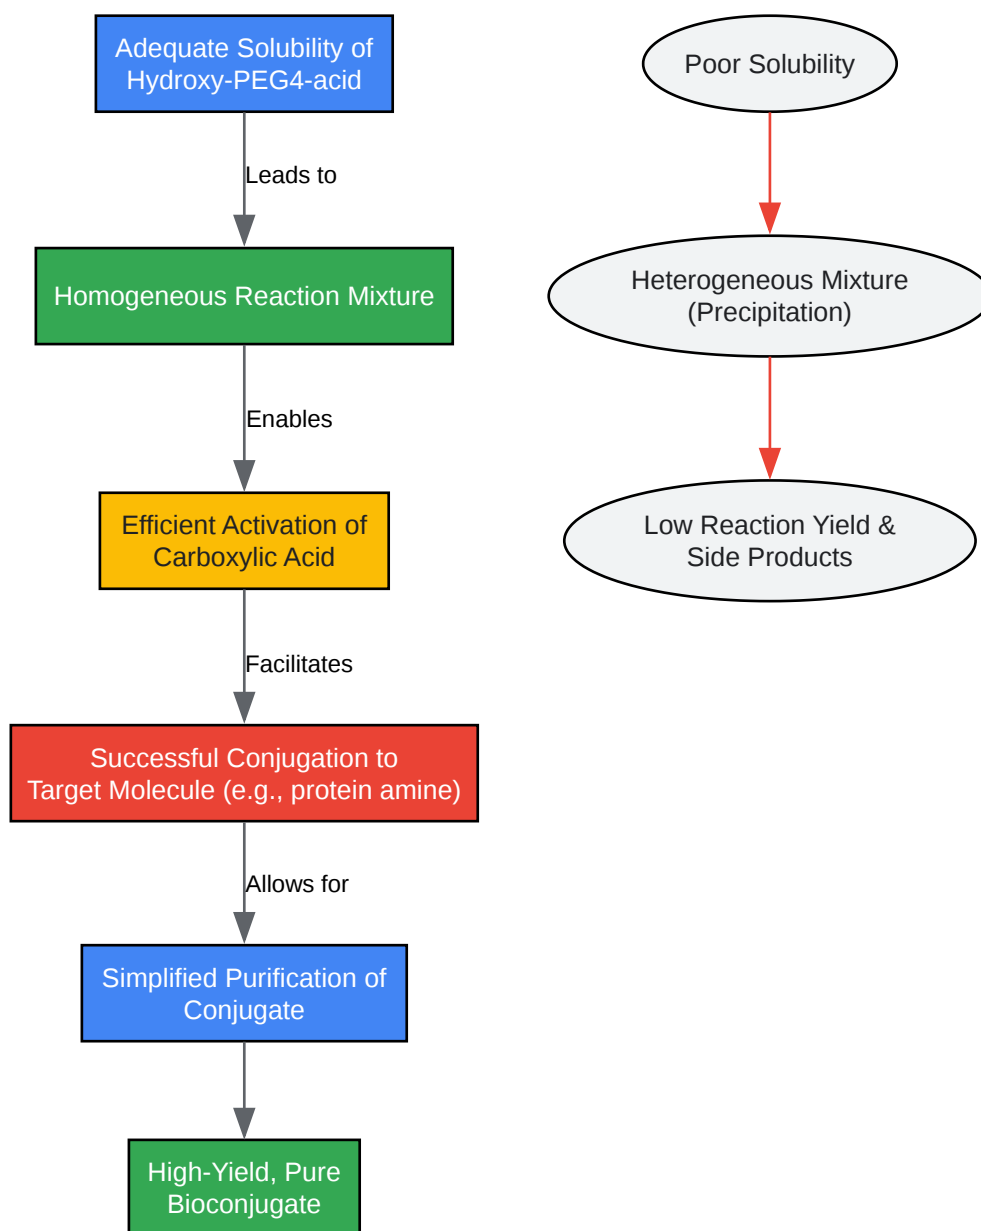 Adequate Solubility of
Hydroxy-PEG4-acid
Leads to
Homogeneous Reaction Mixture
Enables
Efficient Activation of
Carboxylic Acid
Facilitates
Successful Conjugation to
Target Molecule (e.g., protein amine)
Allows for
Simplified Purification of
Conjugate
High-Yield, Pure
Bioconjugate
Poor Solubility
Heterogeneous Mixture
(Precipitation)
Low Reaction Yield &
Side Products